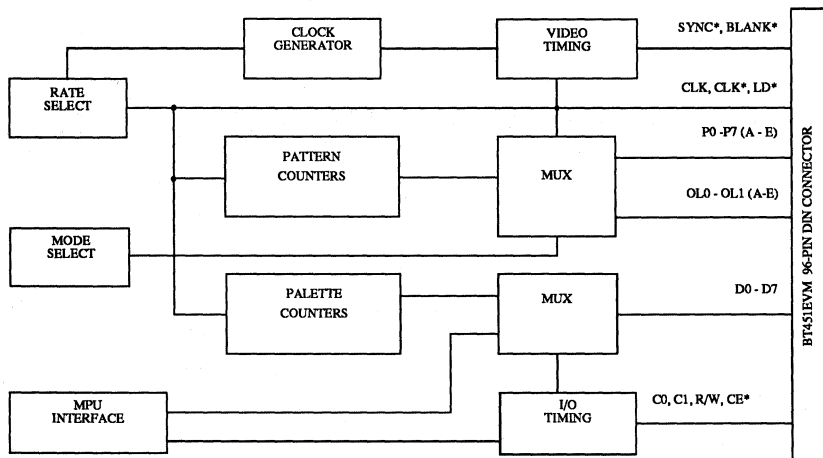 CLOCK
GENERATOR
VIDEO
TIMING
SYNC*, BLANK*
RATE
SELECT
CLK, CLK*, LD*
P0 -P7 (A - E)
PATTERN
COUNTERS
MUX
OL0 - OL1 (A-E)
MODE
SELECT
PALETTE
COUNTERS
MUX
D0 - D7
MPU
INTERFACE
I/O
TIMING
C0, C1, R/W, CE*
BT451EVM 96-PIN DIN CONNECTOR